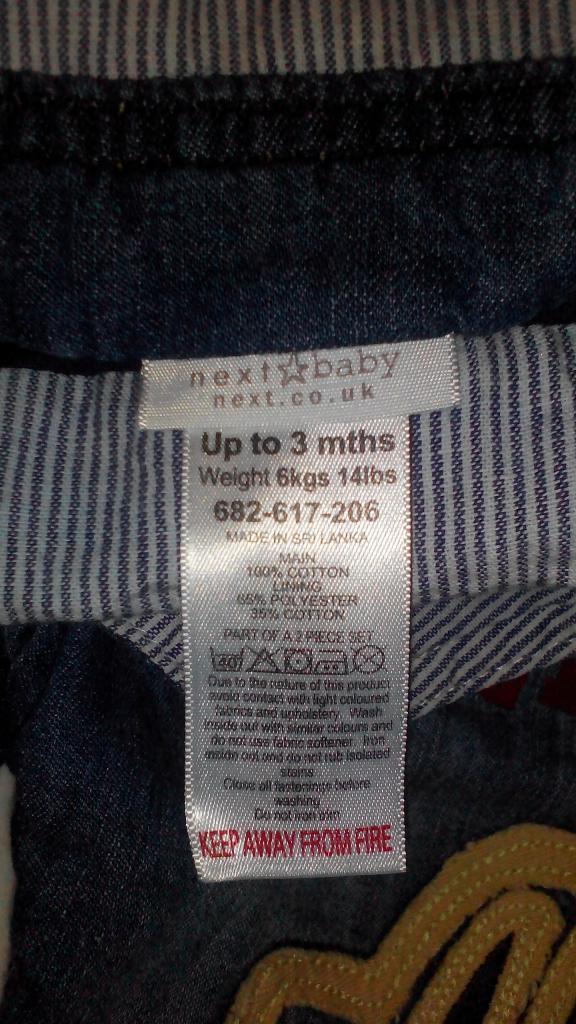 next☆baby
next.co.uk
Up to 3 mths
Weight 6kgs 14lbs
682-617-206
MADE IN SRI LANKA
MAIN
100% COTTON
LINING
65% POLYESTER
35% COTTON
PART OF A 2 PIECE SET
40
Due to the nature of this product
avoid contact with light coloured
fabrics and upholstery. Wash
inside out with similar colours and
do not use fabric softener. Iron
inside out and do not rub isolated
stains
Close all fastenings before
washing
Do not iron trim
KEEP AWAY FROM FIRE